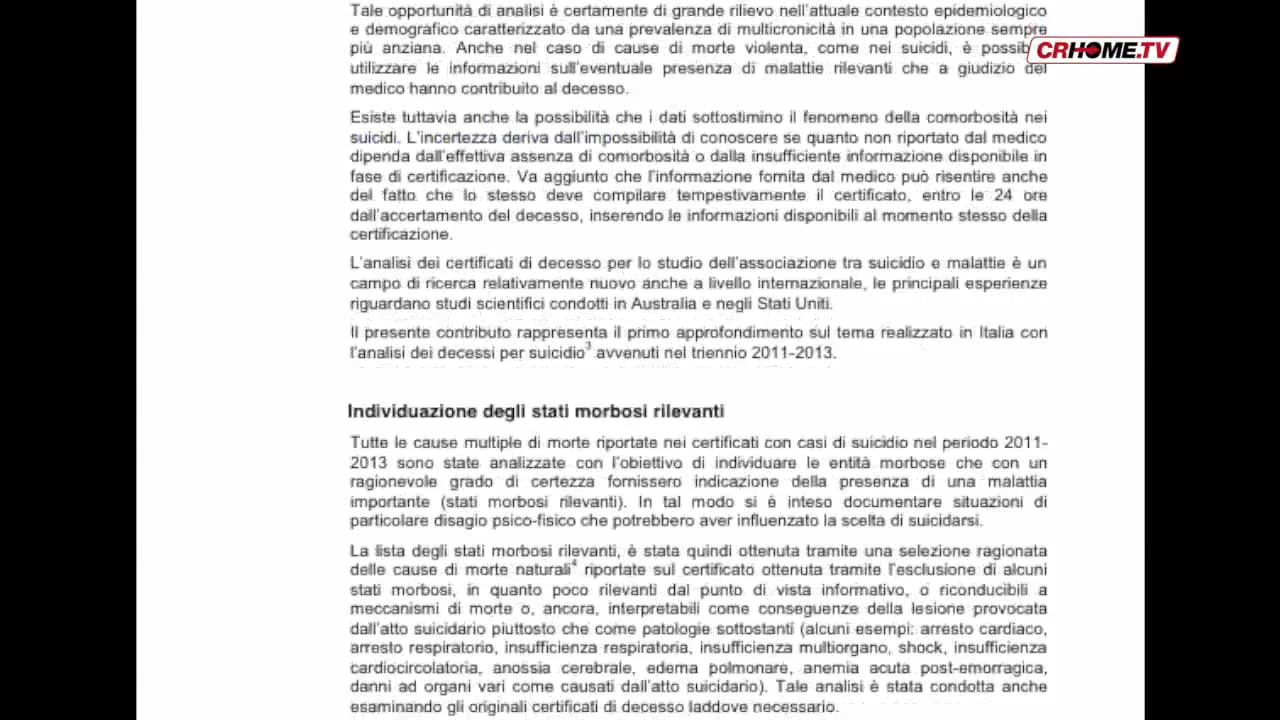 Tale opportunità di analisi è certamente di grande rilievo nell'attuale contesto epidemiologico
e demografico caratterizzato da una prevalenza di multicronicità in una popolazione sempre
più anziana. Anche nel caso di cause di morte violenta, come nei suicidi, è possib
CRHOME.TV
utilizzare le informazioni sull'eventuale presenza di malattie rilevanti che a giudizio del
medico hanno contribuito al decesso.
Esiste tuttavia anche la possibilità che i dati sottostimino il fenomeno della comorbosità nei
suicidi. L'incertezza deriva dall'impossibilità di conoscere se quanto non riportato dal medico
dipenda dall'effettiva assenza di comorbosità o dalla insufficiente informazione disponibile in
fase di certificazione. Va aggiunto che l'informazione fornita dal medico può risentire anche
del fatto che lo stesso deve compilare tempestivamente il certificato, entro le 24 ore
dall'accertamento del decesso, inserendo le informazioni disponibili al momento stesso della
certificazione.
L'analisi dei certificati di decesso per lo studio dell'associazione tra suicidio e malattie è un
campo di ricerca relativamente nuovo anche a livello internazionale, le principali esperienze
riguardano studi scientifici condotti in Australia e negli Stati Uniti.
Il presente contributo rappresenta il primo approfondimento sul tema realizzato in Italia con
l'analisi dei decessi per suicidio³ avvenuti nel triennio 2011-2013.
Individuazione degli stati morbosi rilevanti
Tutte le cause multiple di morte riportate nei certificati con casi di suicidio nel periodo 2011-
2013 sono state analizzate con l'obiettivo di individuare le entità morbose che con un
ragionevole grado di certezza fornissero indicazione della presenza di una malattia
importante (stati morbosi rilevanti). In tal modo si è inteso documentare situazioni di
particolare disagio psico-fisico che potrebbero aver influenzato la scelta di suicidarsi.
La lista degli stati morbosi rilevanti, è stata quindi ottenuta tramite una selezione ragionata
delle cause di morte naturali⁴ riportate sul certificato ottenuta tramite l'esclusione di alcuni
stati morbosi, in quanto poco rilevanti dal punto di vista informativo, o riconducibili a
meccanismi di morte o, ancora, interpretabili come conseguenze della lesione provocata
dall'atto suicidario piuttosto che come patologie sottostanti (alcuni esempi: arresto cardiaco,
arresto respiratorio, insufficienza respiratoria, insufficienza multiorgano, shock, insufficienza
cardiocircolatoria, anossia cerebrale, edema polmonare, anemia acuta post-emorragica,
danni ad organi vari come causati dall'atto suicidario). Tale analisi è stata condotta anche
esaminando gli originali certificati di decesso laddove necessario.